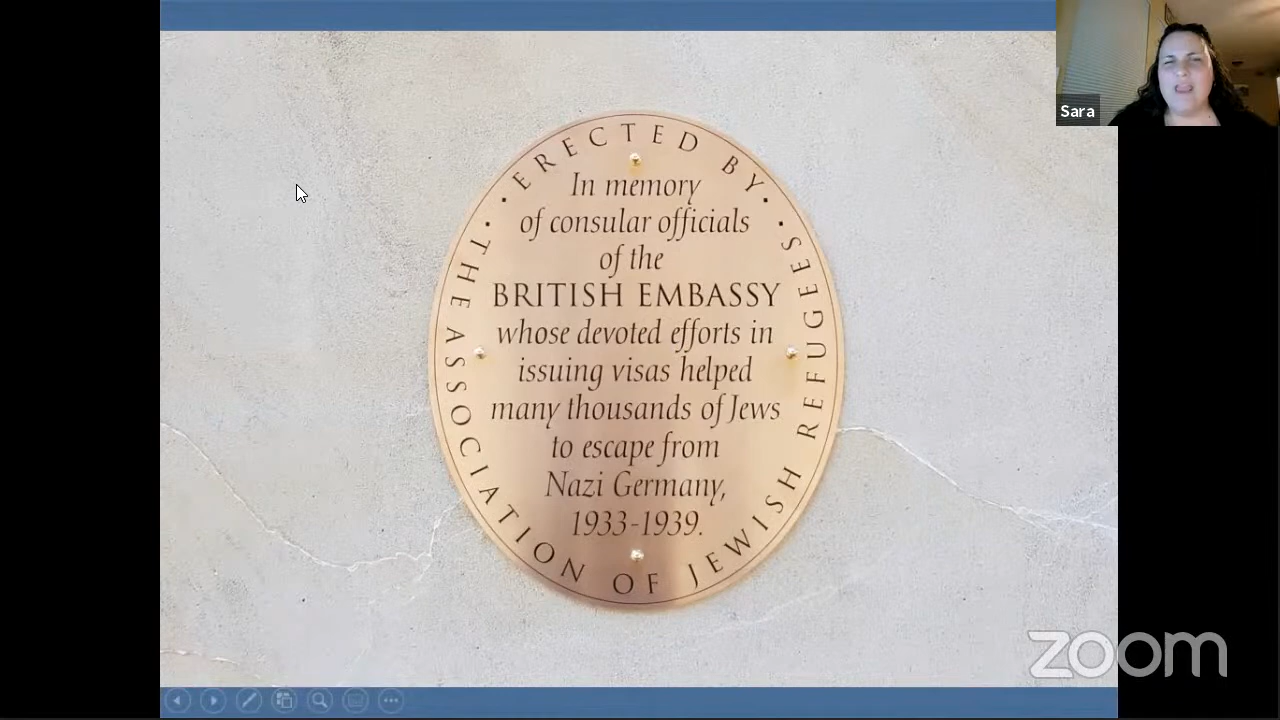 Sara
ERECTED BY
In memory
of consular officials
of the
BRITISH EMBASSY
whose devoted efforts in
issuing visas helped
many thousands of Jews
to escape from
Nazi Germany,
1933-1939.
THE ASSOCIATION OF JEWISH REFUGEES
zoom